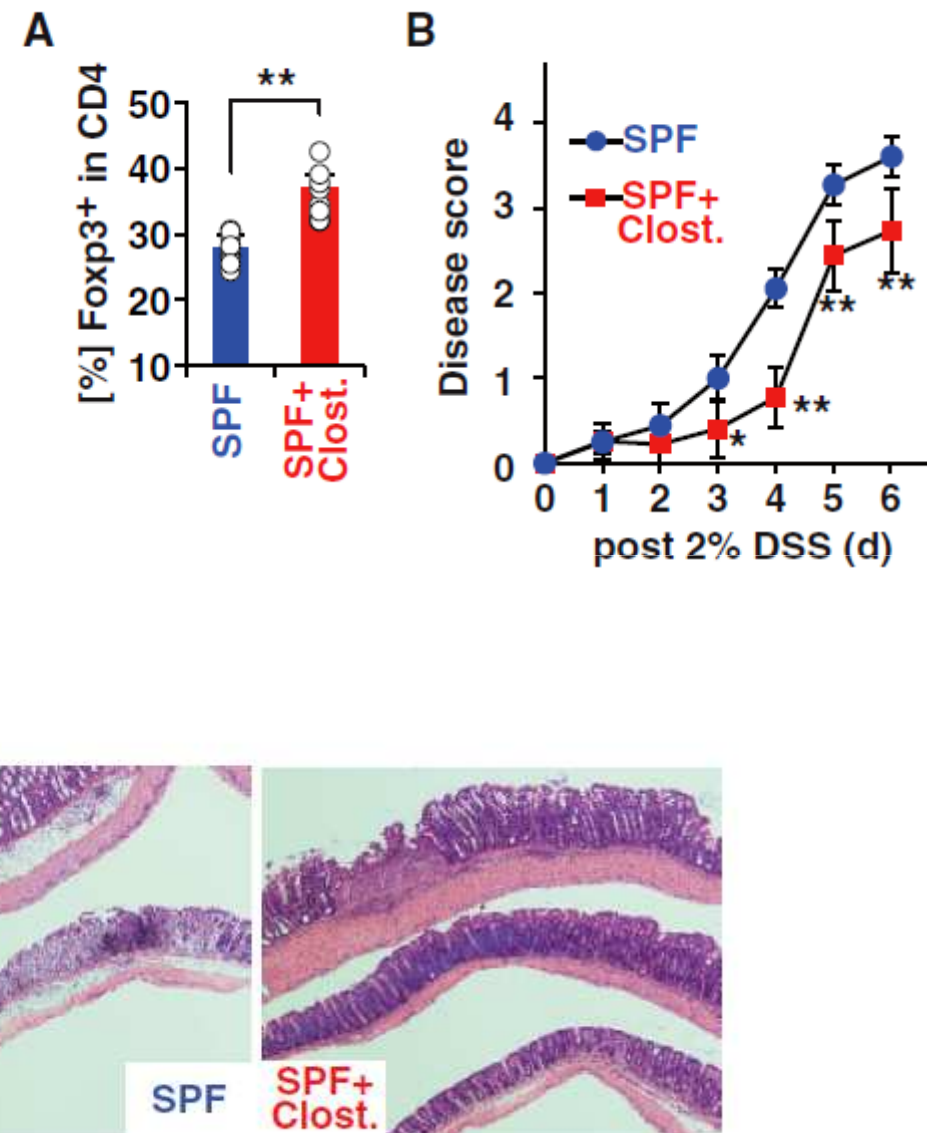 A
[%] Foxp3+ in CD4
50
40
30
20
10
**
SPF
SPF+
Clost.
B
Disease score
4
3
2
1
0
SPF
SPF+
Clost.
*
**
**
**
0 1 2 3 4 5 6
post 2% DSS (d)
SPF
SPF+
Clost.